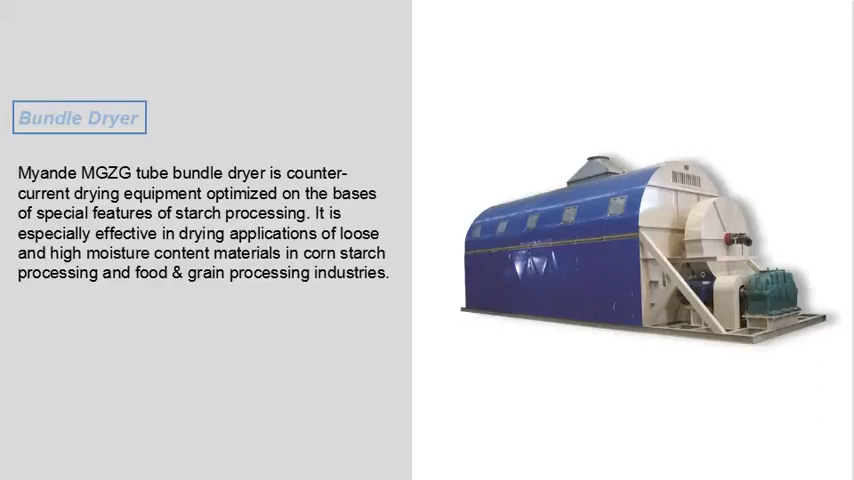 Bundle Dryer
Myande MGZG tube bundle dryer is counter-
current drying equipment optimized on the bases
of special features of starch processing. It is
especially effective in drying applications of loose
and high moisture content materials in corn starch
processing and food & grain processing industries.